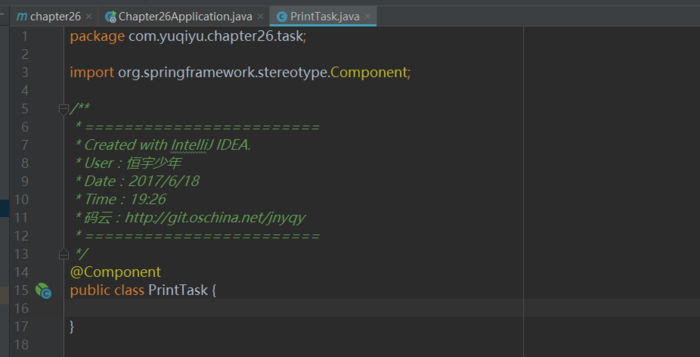 chapter26 × Chapter26Application.java × PrintTask.java ×
1 package com.yuqiyu.chapter26.task;
2
3 import org.springframework.stereotype.Component;
4
5 /**
6 * ========================
7 * Created with IntelliJ IDEA.
8 * User：恒宇少年
9 * Date：2017/6/18
10 * Time：19:26
11 * 码云：http://git.oschina.net/jnyqy
12 * ========================
13 */
14 @Component
15 public class PrintTask {
16
17 }
18